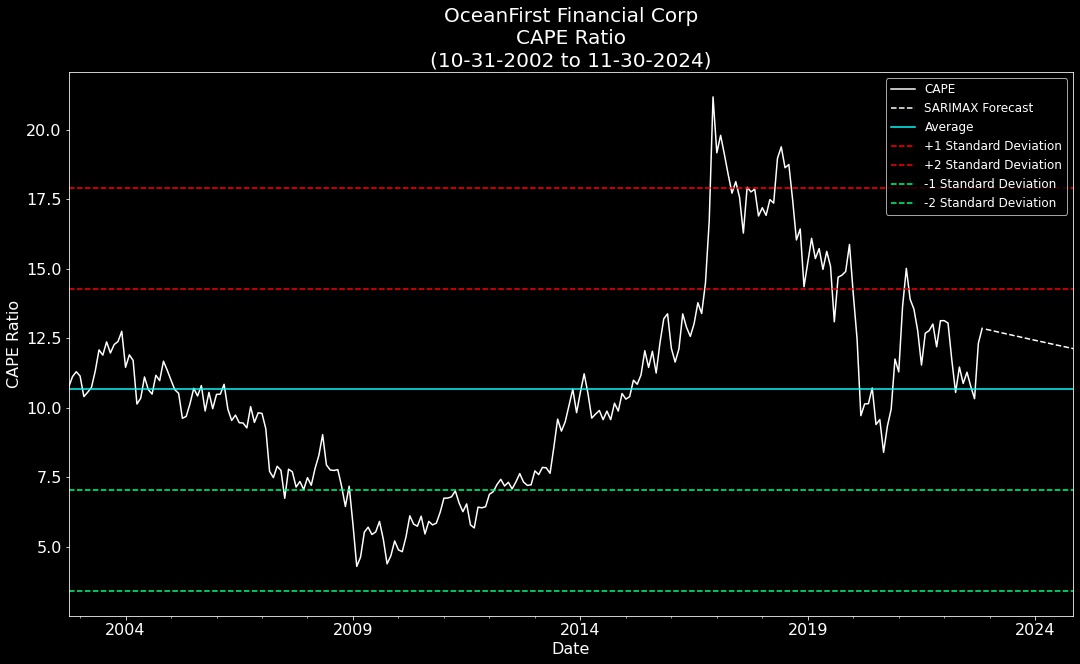 OceanFirst Financial Corp
CAPE Ratio
(10-31-2002 to 11-30-2024)
CAPE
SARIMAX Forecast
Average
+1 Standard Deviation
+2 Standard Deviation
-1 Standard Deviation
-2 Standard Deviation
CAPE Ratio
20.0
17.5
15.0
12.5
10.0
7.5
5.0
2004
2009
2014
2019
2024
Date